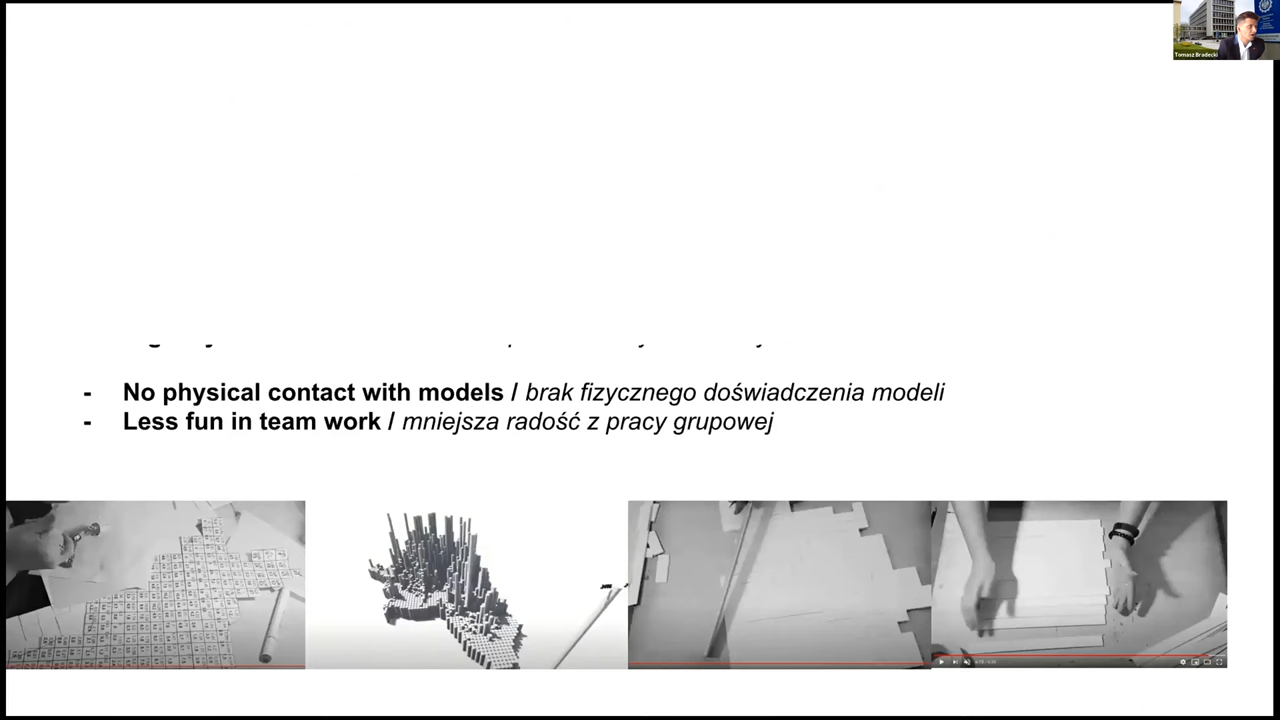 Tomasz Bradecki
- No physical contact with models / brak fizycznego doświadczenia modeli
- Less fun in team work / mniejsza radość z pracy grupowej